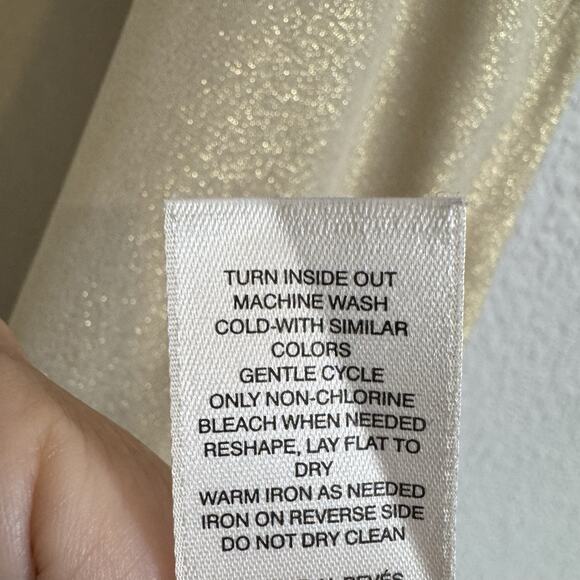 TURN INSIDE OUT
MACHINE WASH
COLD-WITH SIMILAR
COLORS
GENTLE CYCLE
ONLY NON-CHLORINE
BLEACH WHEN NEEDED
RESHAPE, LAY FLAT TO
DRY
WARM IRON AS NEEDED
IRON ON REVERSE SIDE
DO NOT DRY CLEAN
REVÉS